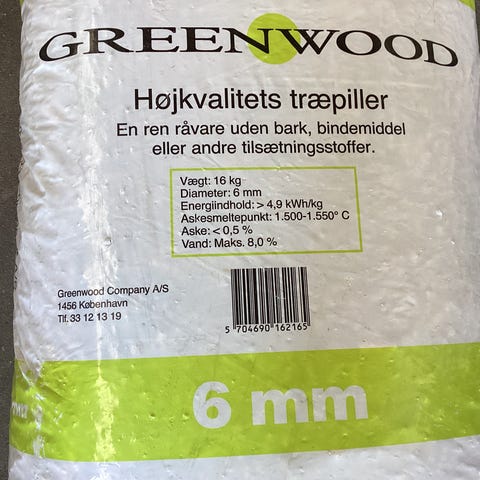 GREENWOOD
Højkvalitets træpiller
En ren råvare uden bark, bindemiddel
eller andre tilsætningsstoffer.
Vægt: 16 kg
Diameter: 6 mm
Energiindhold: > 4,9 kWh/kg
Askesmeltepunkt: 1.500-1.550° C
Aske: < 0,5 %
Vand: Maks. 8,0 %
Greenwood Company A/S
1456 København
Tlf. 33 12 13 19
5 704690 162165
6 mm